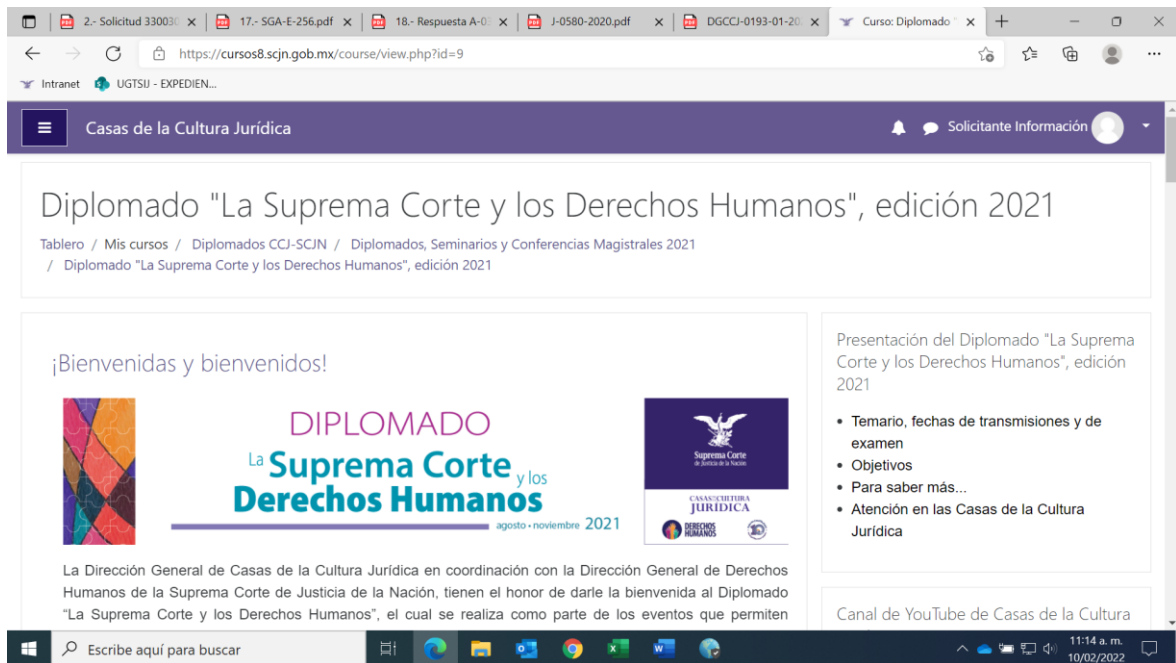 2.- Solicitud 33003
17.- SGA-E-256.pdf
18.- Respuesta A-0
J-0580-2020.pdf
DGCCJ-0193-01-20
Curso: Diplomado "
https://cursos8.scjn.gob.mx/course/view.php?id=9
Intranet
UGTSIJ - EXPEDIEN...
Casas de la Cultura Jurídica
Solicitante Información
Diplomado "La Suprema Corte y los Derechos Humanos", edición 2021
Tablero / Mis cursos / Diplomados CCJ-SCJN / Diplomados, Seminarios y Conferencias Magistrales 2021
/ Diplomado "La Suprema Corte y los Derechos Humanos", edición 2021
¡Bienvenidas y bienvenidos!
DIPLOMADO
La Suprema Corte y los
Derechos Humanos
agosto • noviembre 2021
Suprema Corte
de Justicia de la Nación
CASAS DE LA CULTURA
JURÍDICA
DERECHOS
HUMANOS
La Dirección General de Casas de la Cultura Jurídica en coordinación con la Dirección General de Derechos
Humanos de la Suprema Corte de Justicia de la Nación, tienen el honor de darle la bienvenida al Diplomado
“La Suprema Corte y los Derechos Humanos”, el cual se realiza como parte de los eventos que permiten
Presentación del Diplomado "La Suprema
Corte y los Derechos Humanos", edición
2021
• Temario, fechas de transmisiones y de
examen
• Objetivos
• Para saber más...
• Atención en las Casas de la Cultura
Jurídica
Canal de YouTube de Casas de la Cultura
Escribe aquí para buscar
11:14 a. m.
10/02/2022